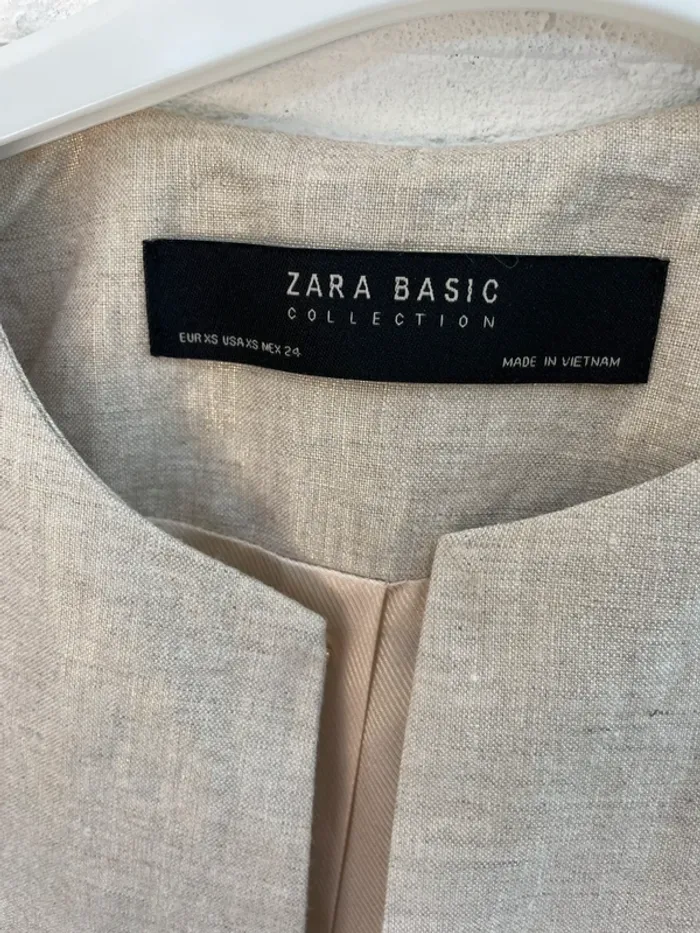 ZARA BASIC
COLLECTION
EUR XS USA XS MEX 24
MADE IN VIETNAM